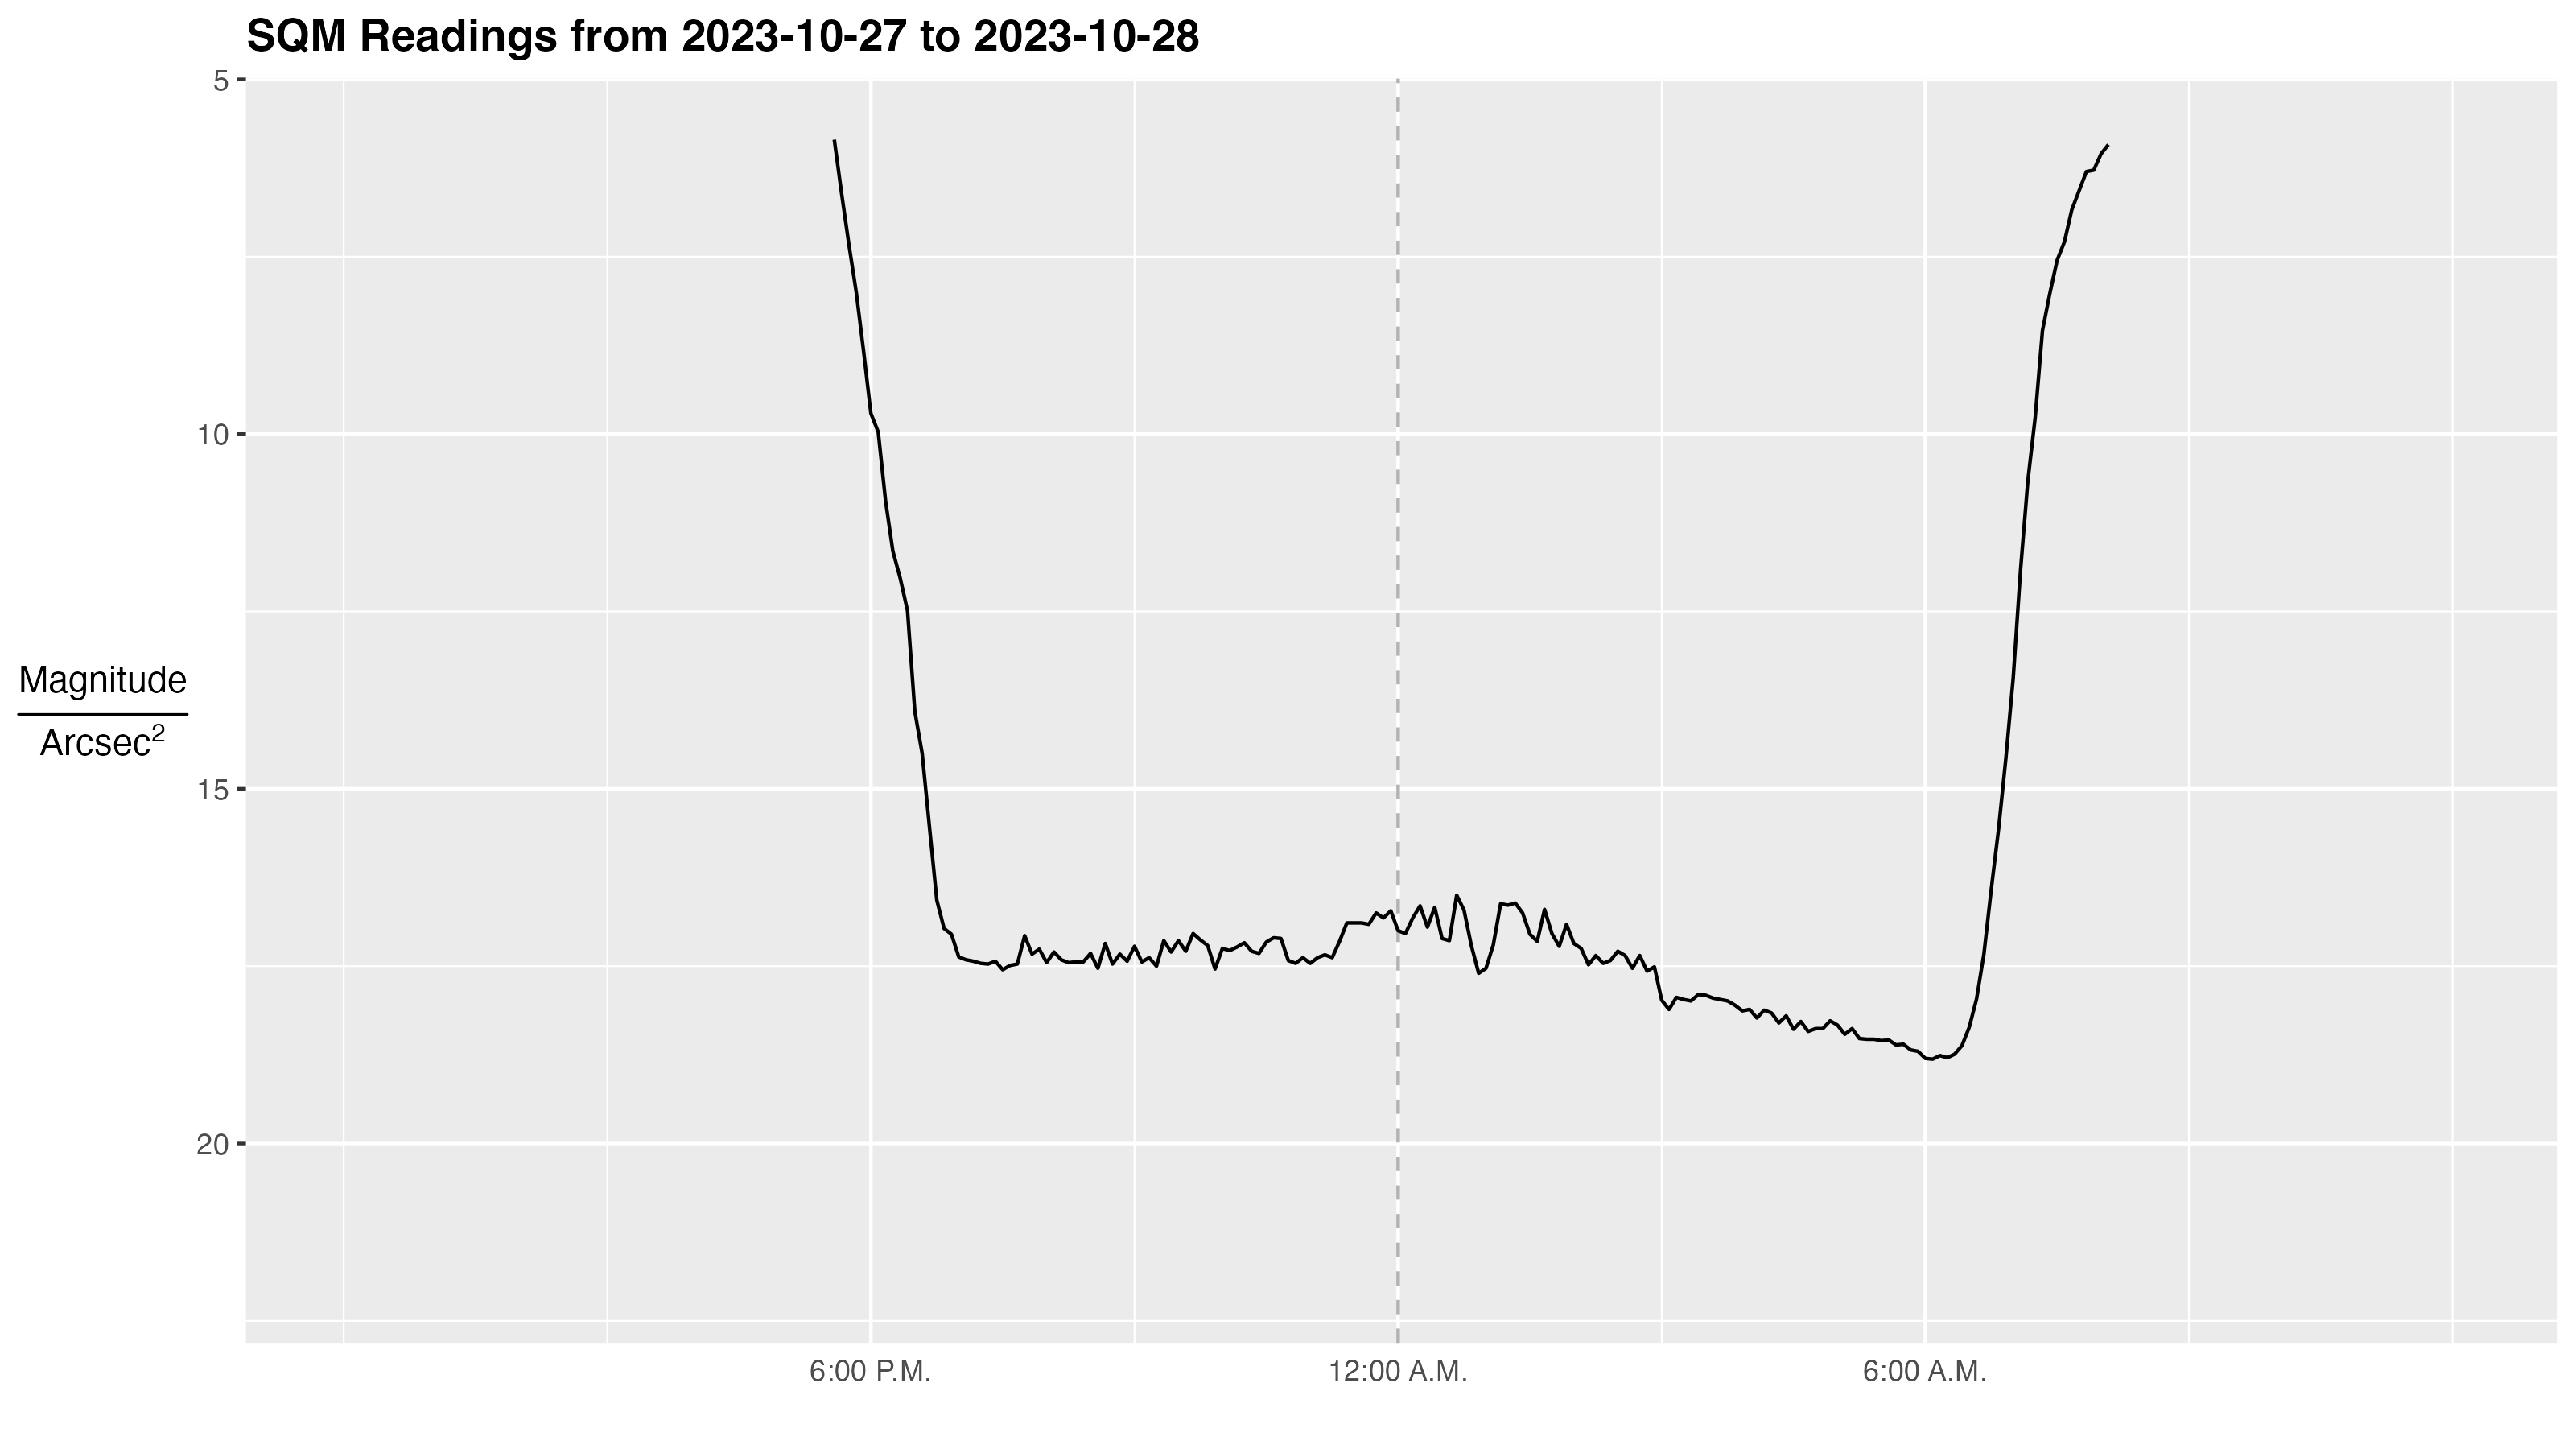 SQM Readings from 2023-10-27 to 2023-10-28
5
10
15
20
Magnitude
Arcsec²
6:00 P.M. 12:00 A.M. 6:00 A.M.